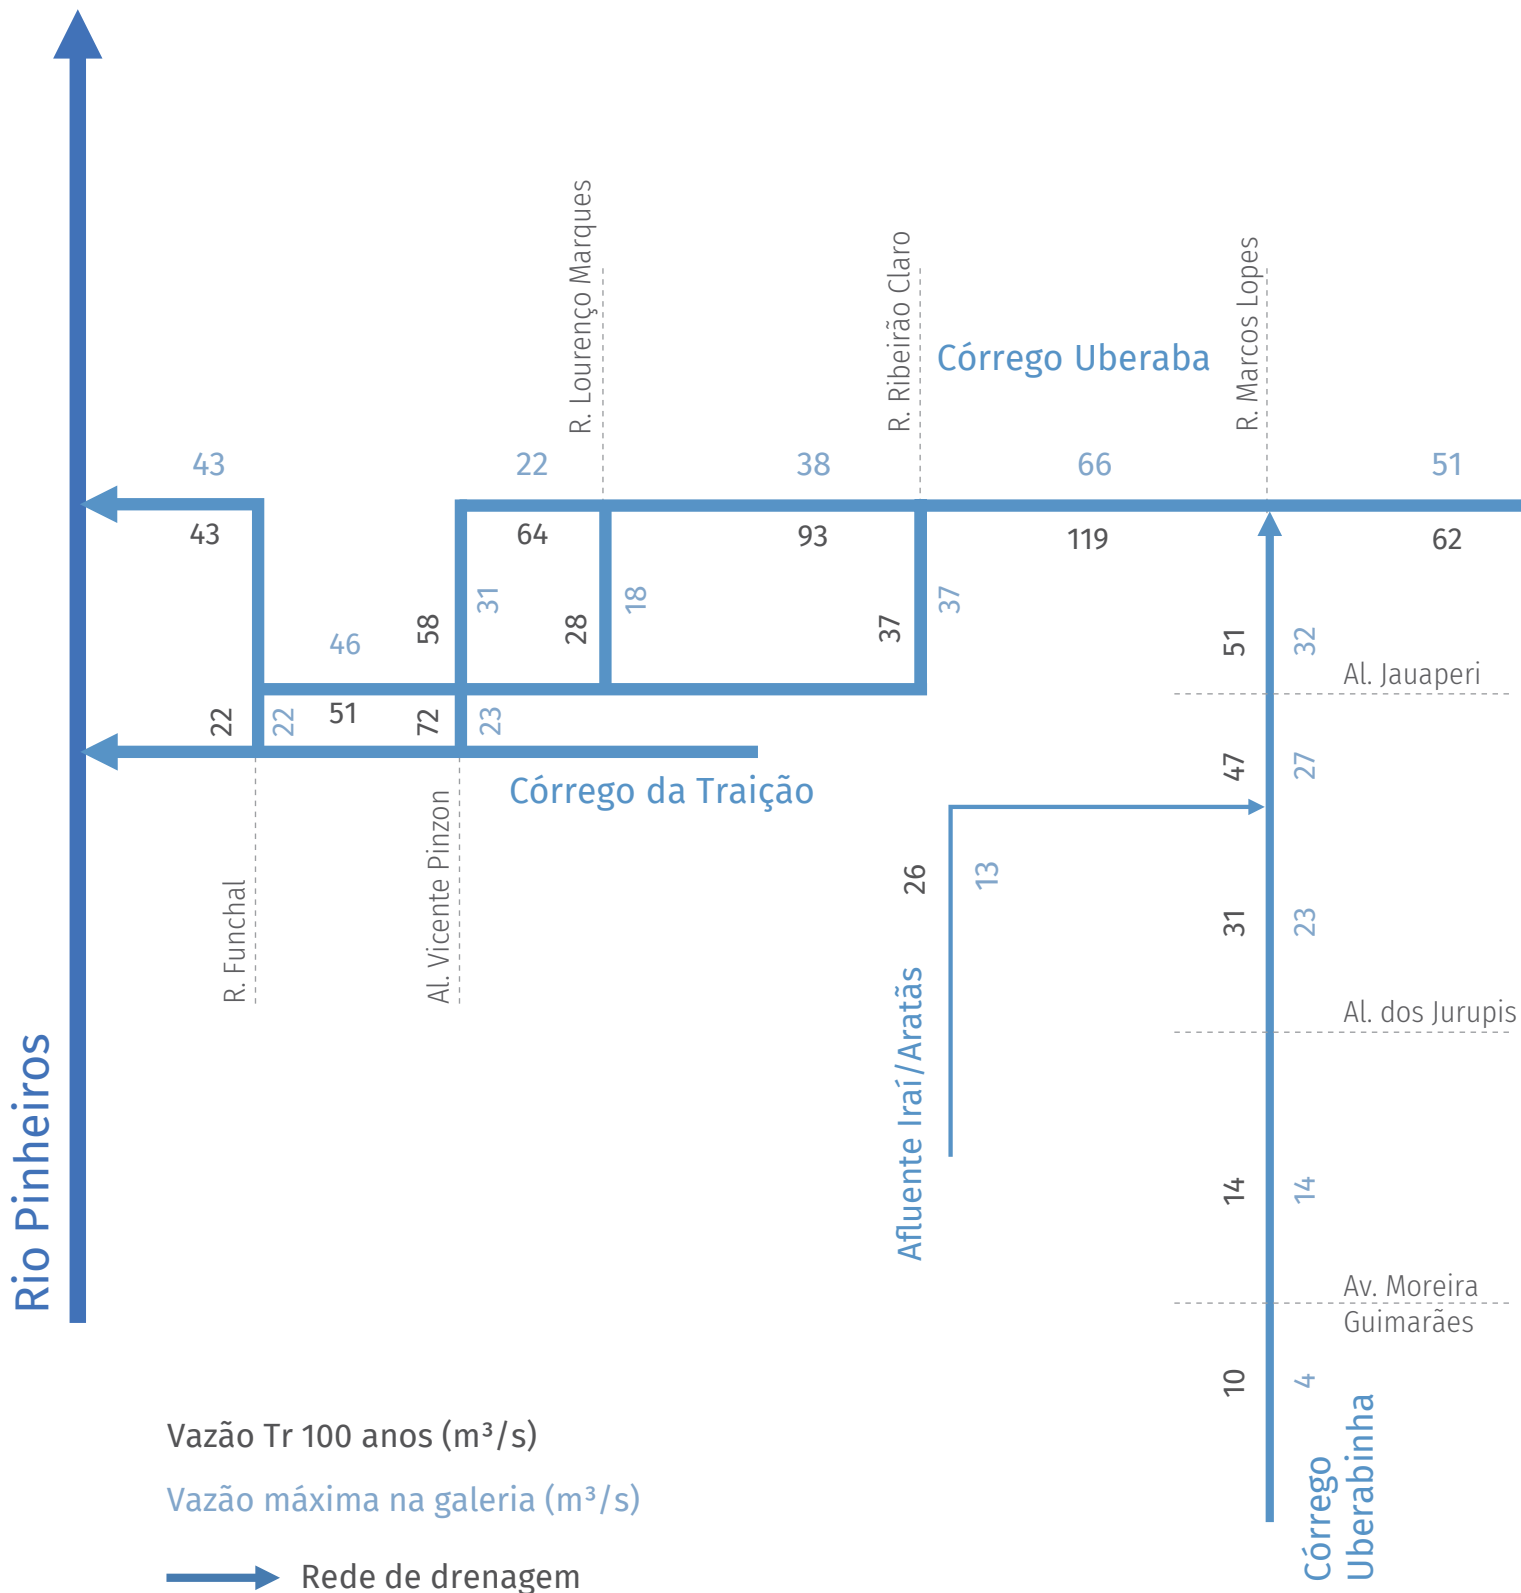 R. Lourenço Marques
R. Ribeirão Claro
R. Marcos Lopes
Córrego Uberaba
43
22
38
66
51
43
64
93
119
62
58
31
28
18
37
37
51
32
46
Al. Jauaperi
22
22
51
72
23
47
27
Córrego da Traição
26
13
31
23
R. Funchal
Al. Vicente Pinzon
Afluente Iraí/Aratãs
Al. dos Jurupis
Rio Pinheiros
14
14
Av. Moreira
Guimarães
10
4
Córrego
Uberabinha
Vazão Tr 100 anos (m³/s)
Vazão máxima na galeria (m³/s)
Rede de drenagem